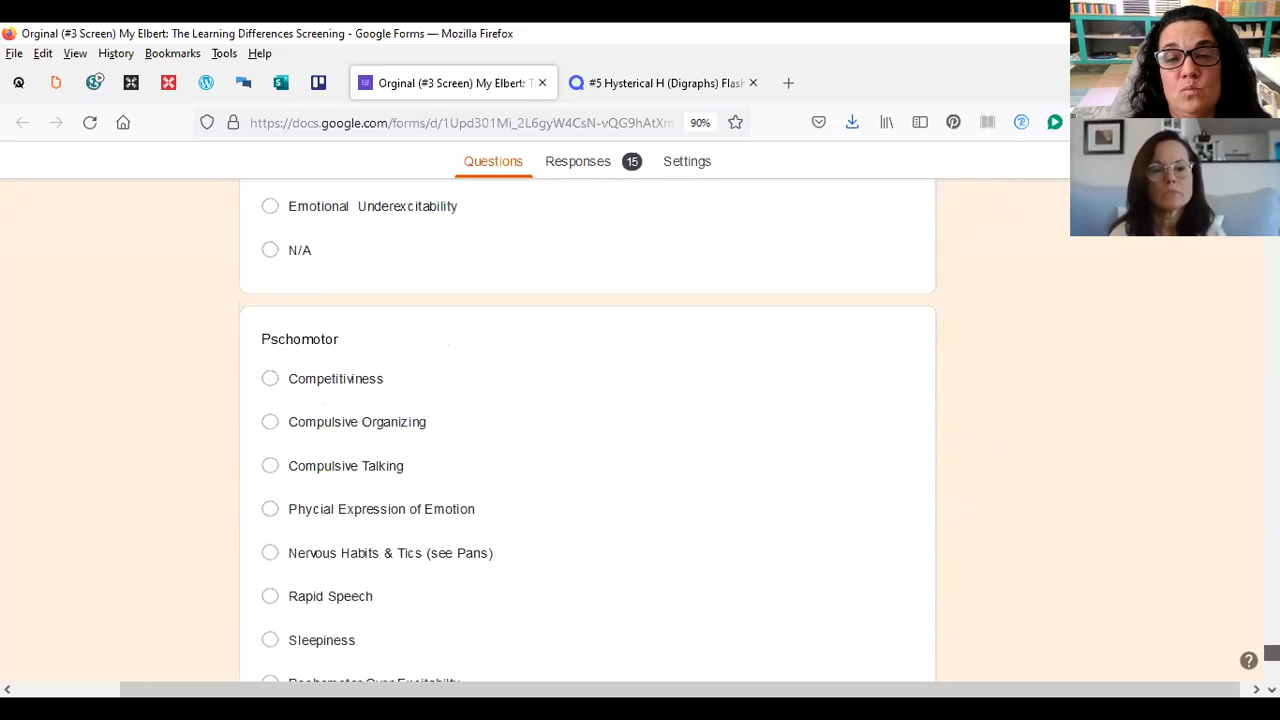 Orginal (#3 Screen) My Elbert: The Learning Differences Screening - Google Forms — Mozilla Firefox
File Edit View History Bookmarks Tools Help
Orginal (#3 Screen) My Elbert: T
#5 Hysterical H (Digraphs) Flash
https://docs.google.com/forms/d/1Upd301Mi_2L6gyW4CsN-vQG9hAtXm
90%
Questions Responses 15 Settings
Emotional Underexcitability
N/A
Pschomotor
Competitiviness
Compulsive Organizing
Compulsive Talking
Phycial Expression of Emotion
Nervous Habits & Tics (see Pans)
Rapid Speech
Sleepiness